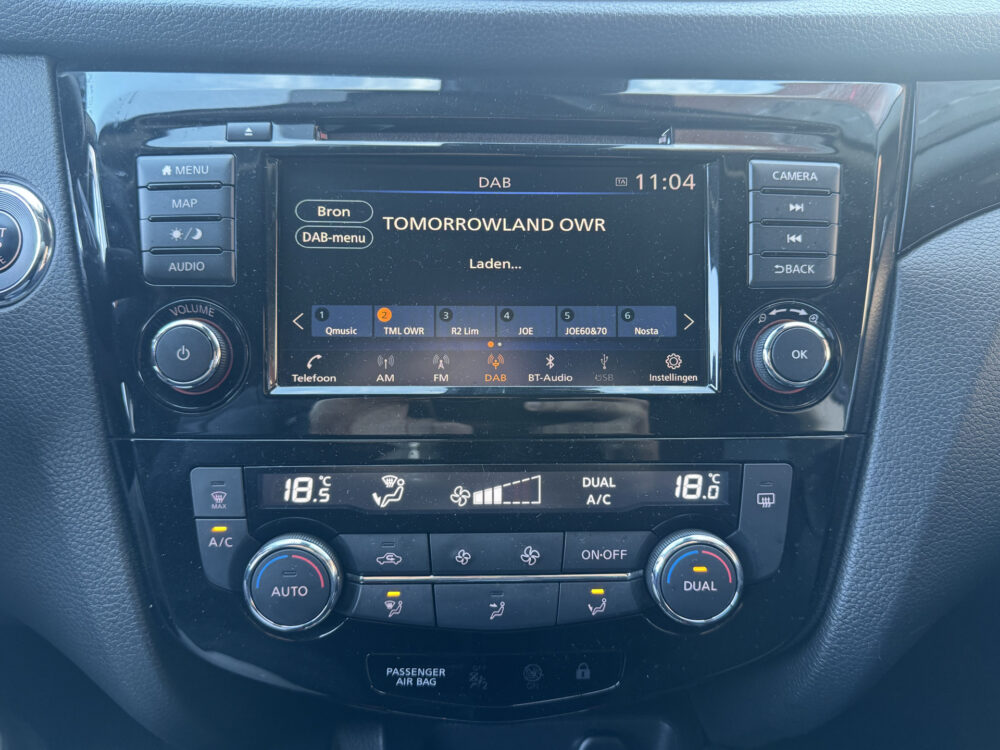 MENU
MAP
AUDIO
VOLUME
DAB TA 11:04
Bron
DAB-menu
TOMORROWLAND OWR
Laden...
1 2 3 4 5 6
Qmusic TML OWR R2 Lim JOE JOE60&70 Nosta
Telefoon AM FM DAB BT-Audio USB Instellingen
CAMERA
BACK
OK
MAX
A/C
18.5°C
DUAL
A/C
18.0°C
AUTO
ON·OFF
DUAL
PASSENGER
AIR BAG